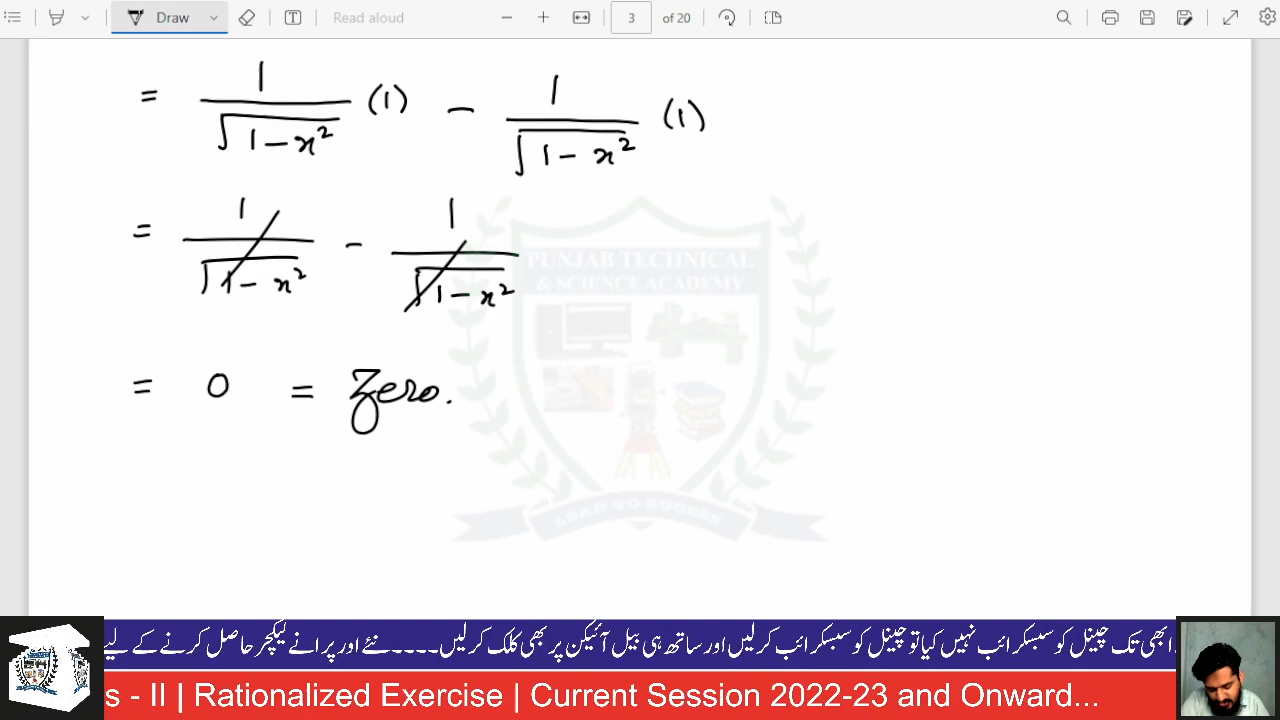 Draw
Read aloud
3 of 20
= 1/√(1-x²) (1) - 1/√(1-x²) (1)
= 1/√(1-x²) - 1/√(1-x²)
= 0 = Zero.
PUNJAB TECHNICAL
& SCIENCE ACADEMY
LEAD TO SUCCESS
ابھی تک چینل کو سبسکرائب نہیں کیا تو چینل کو سبسکرائب کر لیں اور ساتھ ہی بیل آئیکن پر بھی کلک کر لیں.....نئے اور پرانے لیکچر حاصل کرنے کے لیے
s - II | Rationalized Exercise | Current Session 2022-23 and Onward...